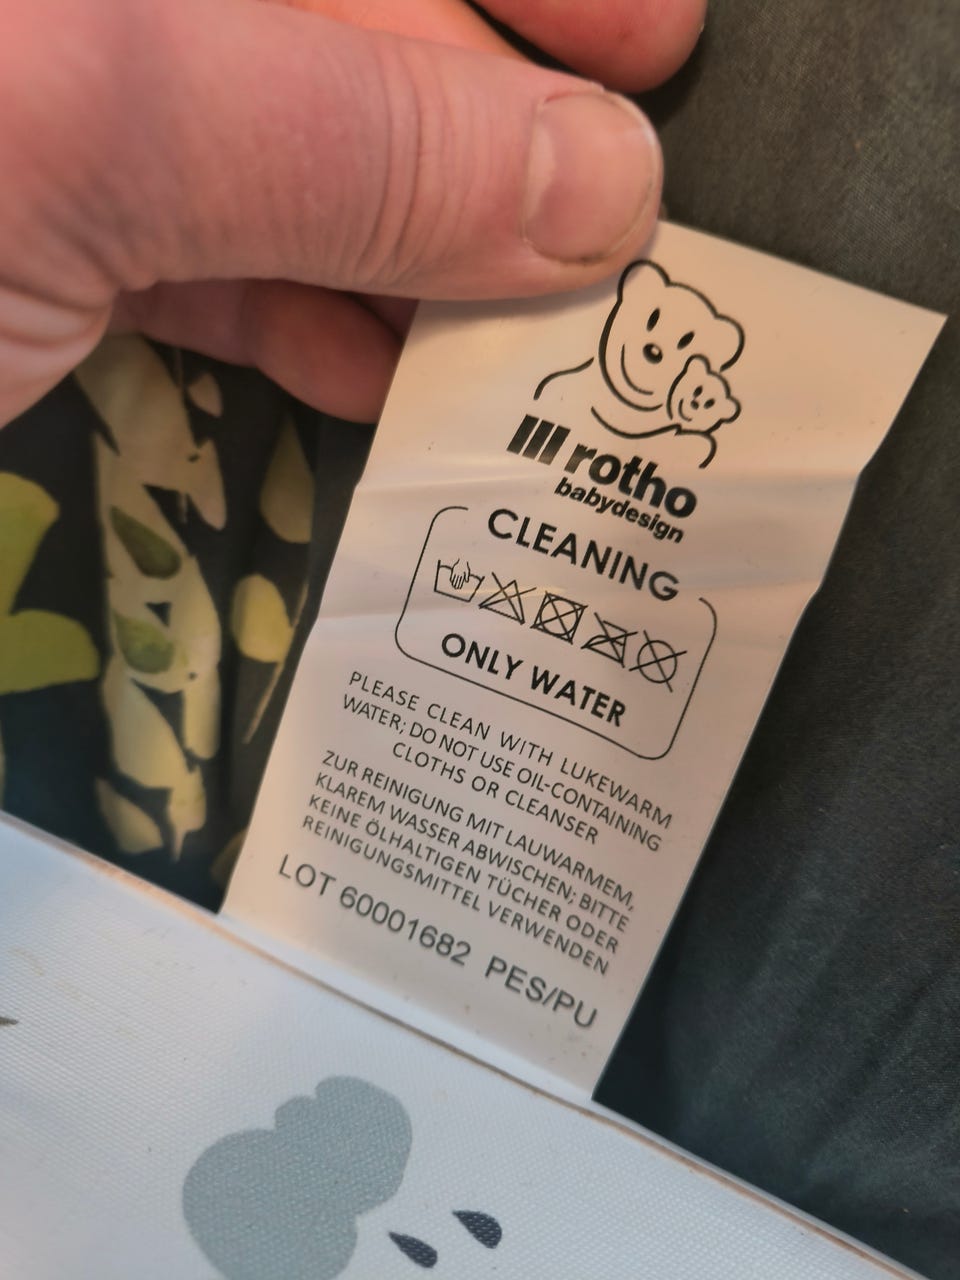 rotho
babydesign
CLEANING
ONLY WATER
PLEASE CLEAN WITH LUKEWARM
WATER; DO NOT USE OIL-CONTAINING
CLOTHS OR CLEANSER
ZUR REINIGUNG MIT LAUWARMEM,
KLAREM WASSER ABWISCHEN; BITTE
KEINE ÖLHALTIGEN TÜCHER ODER
REINIGUNGSMITTEL VERWENDEN
LOT 60001682 PES/PU